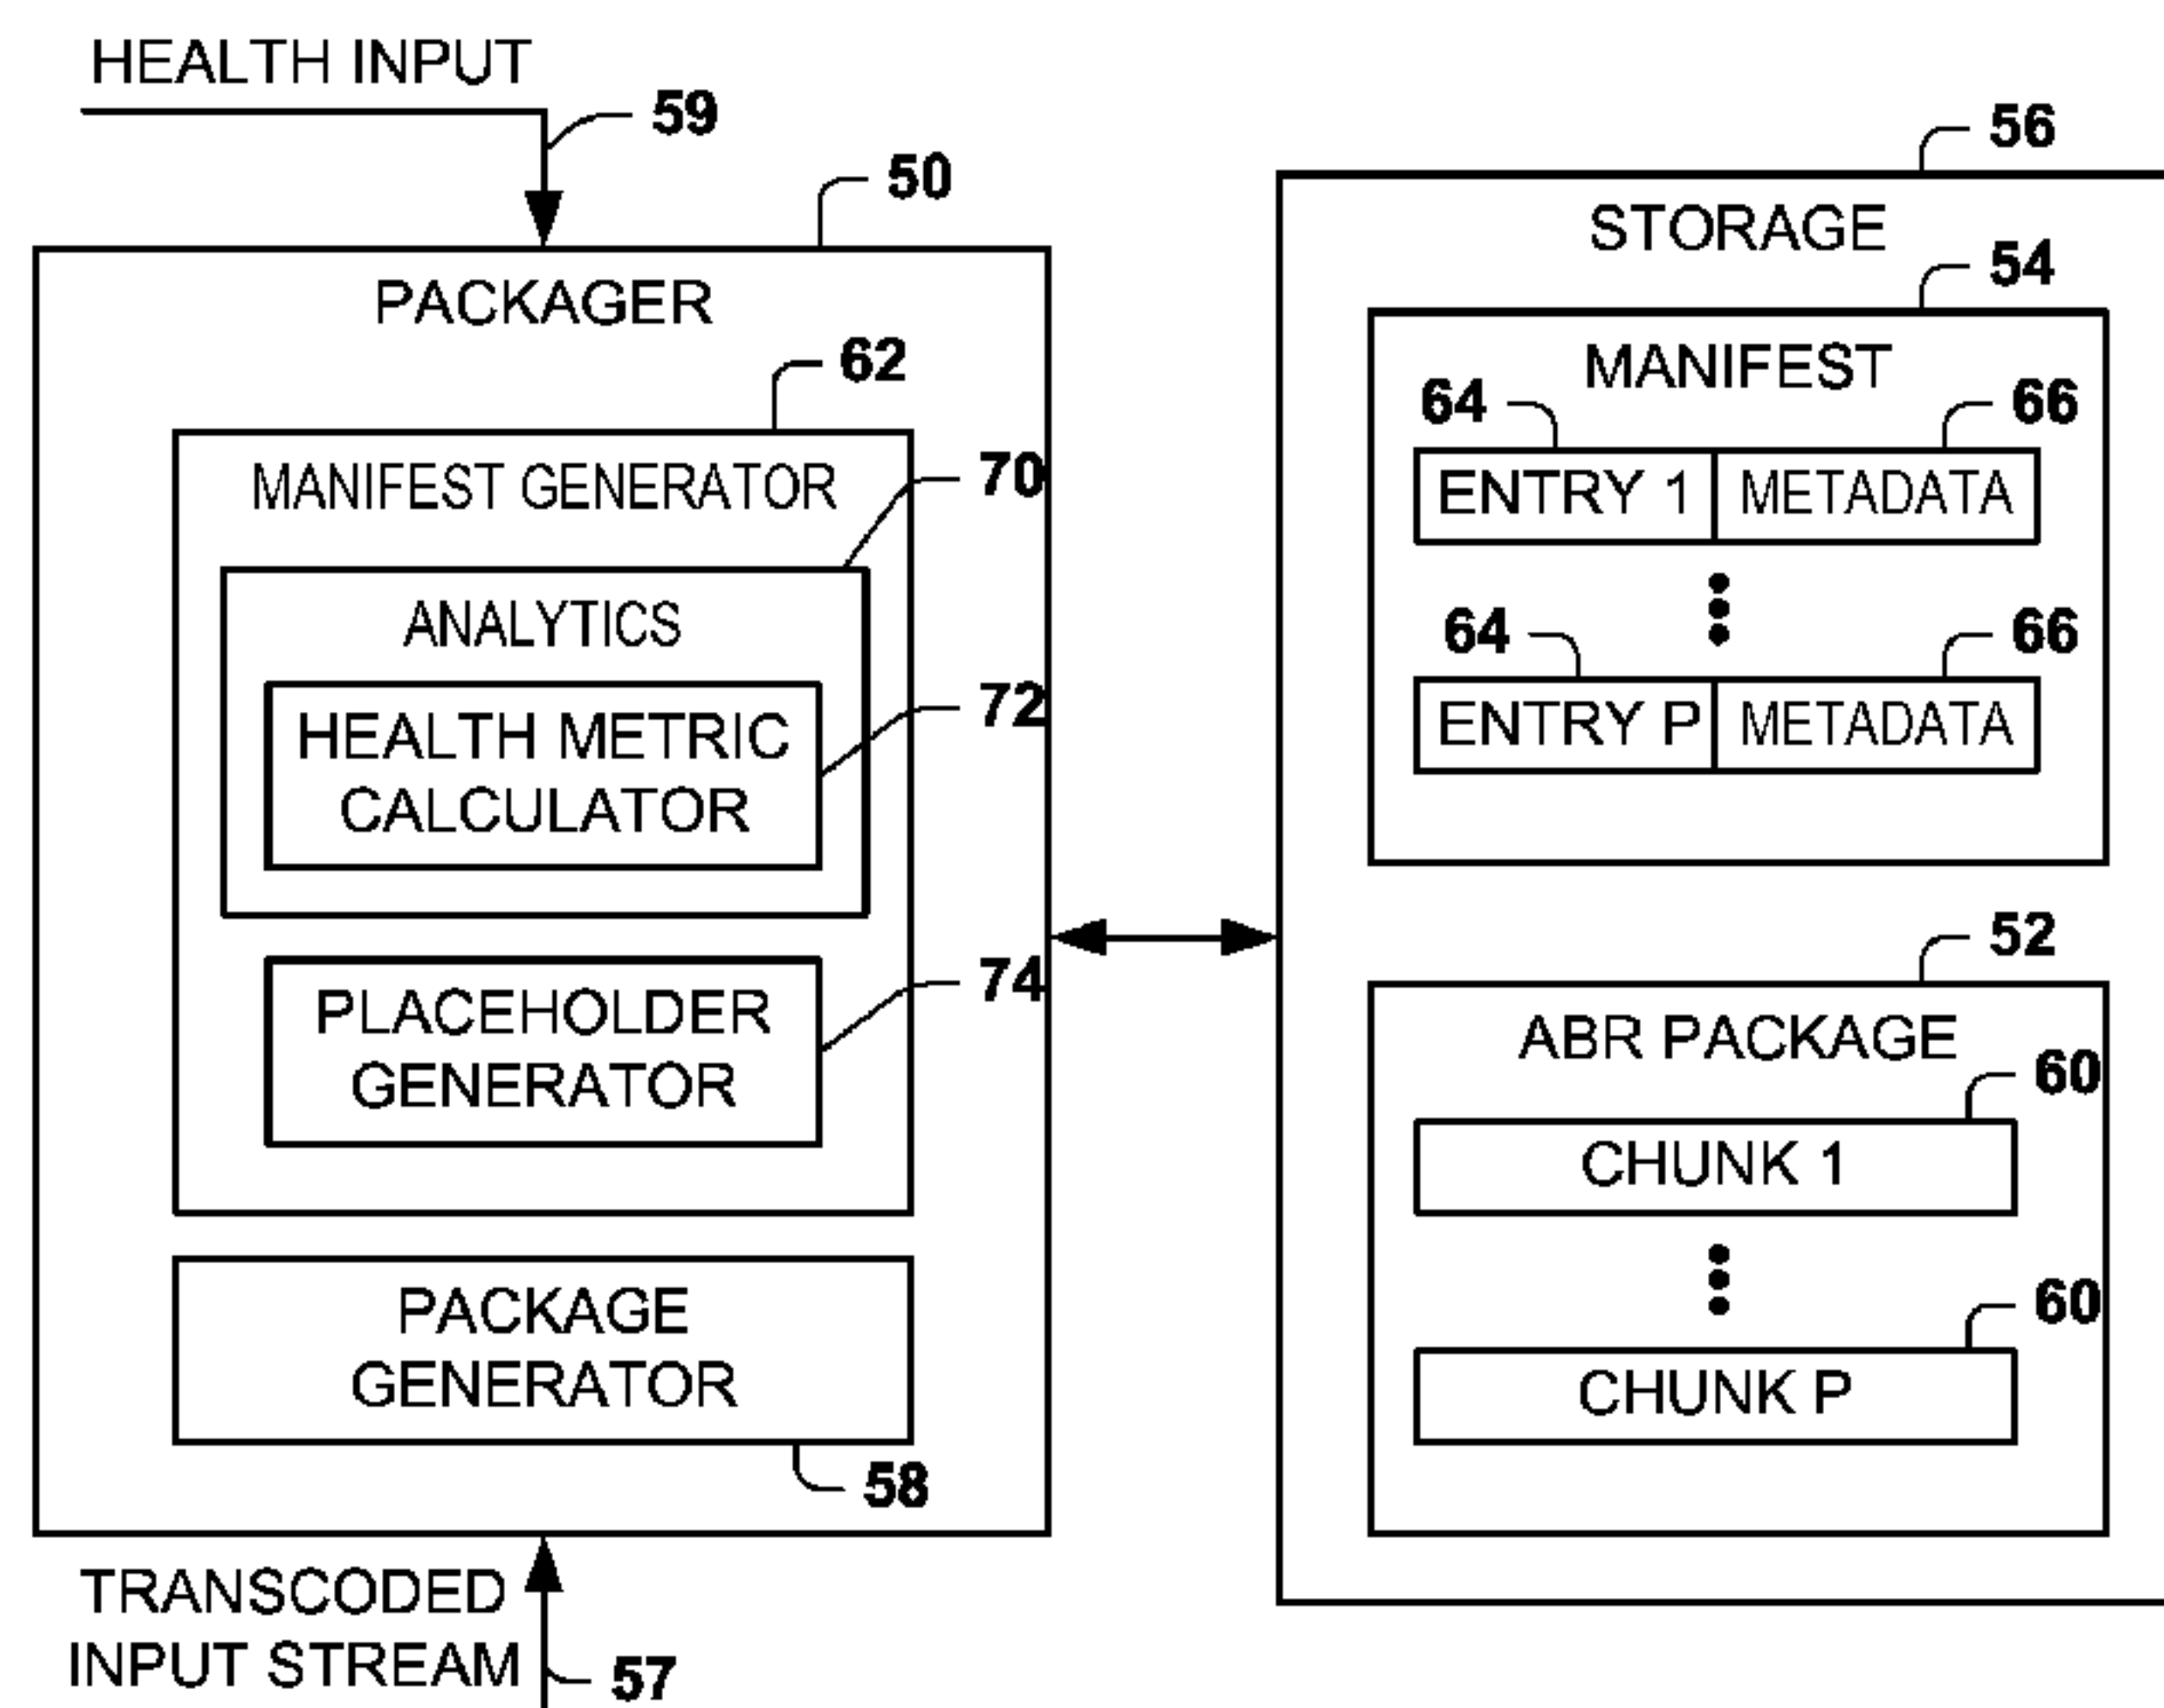 HEALTH INPUT
59
50
PACKAGER
62
MANIFEST GENERATOR
70
ANALYTICS
HEALTH METRIC
CALCULATOR
72
PLACEHOLDER
GENERATOR
74
PACKAGE
GENERATOR
58
TRANSCODED
INPUT STREAM
57
56
STORAGE
54
MANIFEST
64 66
ENTRY 1 METADATA
64 66
ENTRY P METADATA
52
ABR PACKAGE
60
CHUNK 1
60
CHUNK P